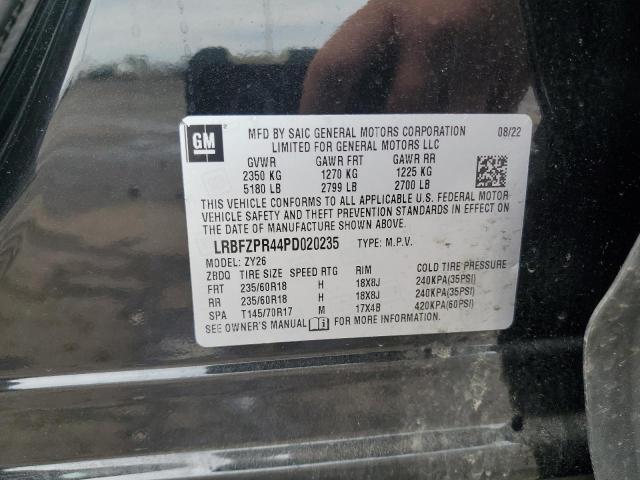 GM
MFD BY SAIC GENERAL MOTORS CORPORATION 08/22
LIMITED FOR GENERAL MOTORS LLC
GVWR GAWR FRT GAWR RR
2350 KG 1270 KG 1225 KG
5180 LB 2799 LB 2700 LB
THIS VEHICLE CONFORMS TO ALL APPLICABLE U.S. FEDERAL MOTOR
VEHICLE SAFETY AND THEFT PREVENTION STANDARDS IN EFFECT ON
THE DATE OF MANUFACTURE SHOWN ABOVE.
LRBFZPR44PD020235 TYPE: M.P.V.
MODEL: ZY26
ZBDQ TIRE SIZE SPEED RTG RIM COLD TIRE PRESSURE
FRT 235/60R18 H 18X8J 240KPA(35PSI)
RR 235/60R18 H 18X8J 240KPA(35PSI)
SPA T145/70R17 M 17X4B 420KPA(60PSI)
SEE OWNER'S MANUAL FOR MORE INFORMATION.